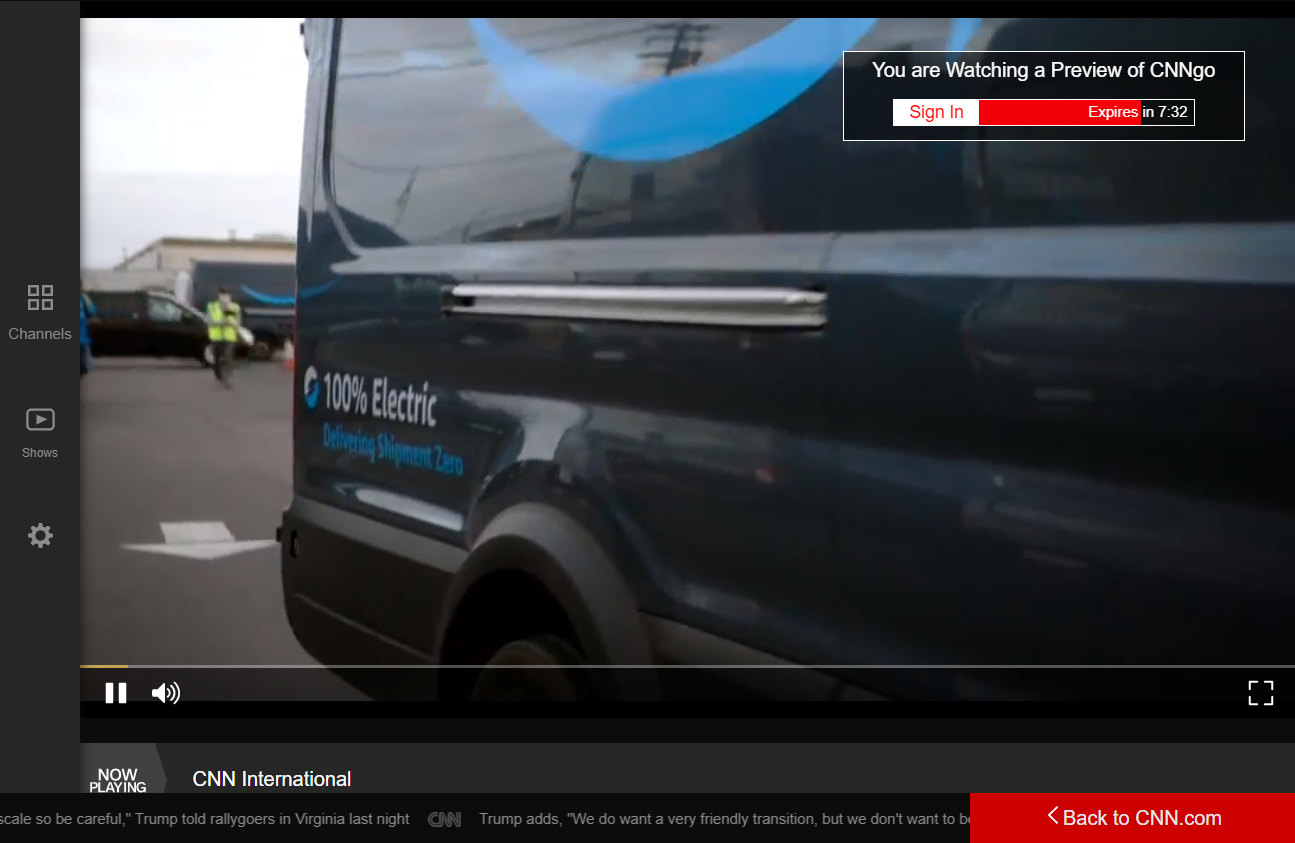 You are Watching a Preview of CNNgo
Sign In
Expires in 7:32
Channels
Shows
100% Electric
Delivering Shipment Zero
NOW
PLAYING
CNN International
scale so be careful," Trump told rallygoers in Virginia last night CNN Trump adds, "We do want a very friendly transition, but we don't want to be
Back to CNN.com